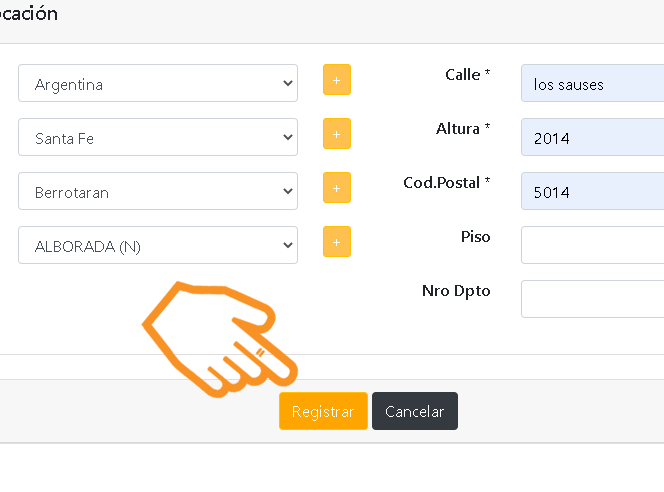 ocación
Argentina + Calle * los sauses
Santa Fe + Altura * 2014
Berrotaran + Cod.Postal * 5014
ALBORADA (N) + Piso
Nro Dpto
Registrar Cancelar